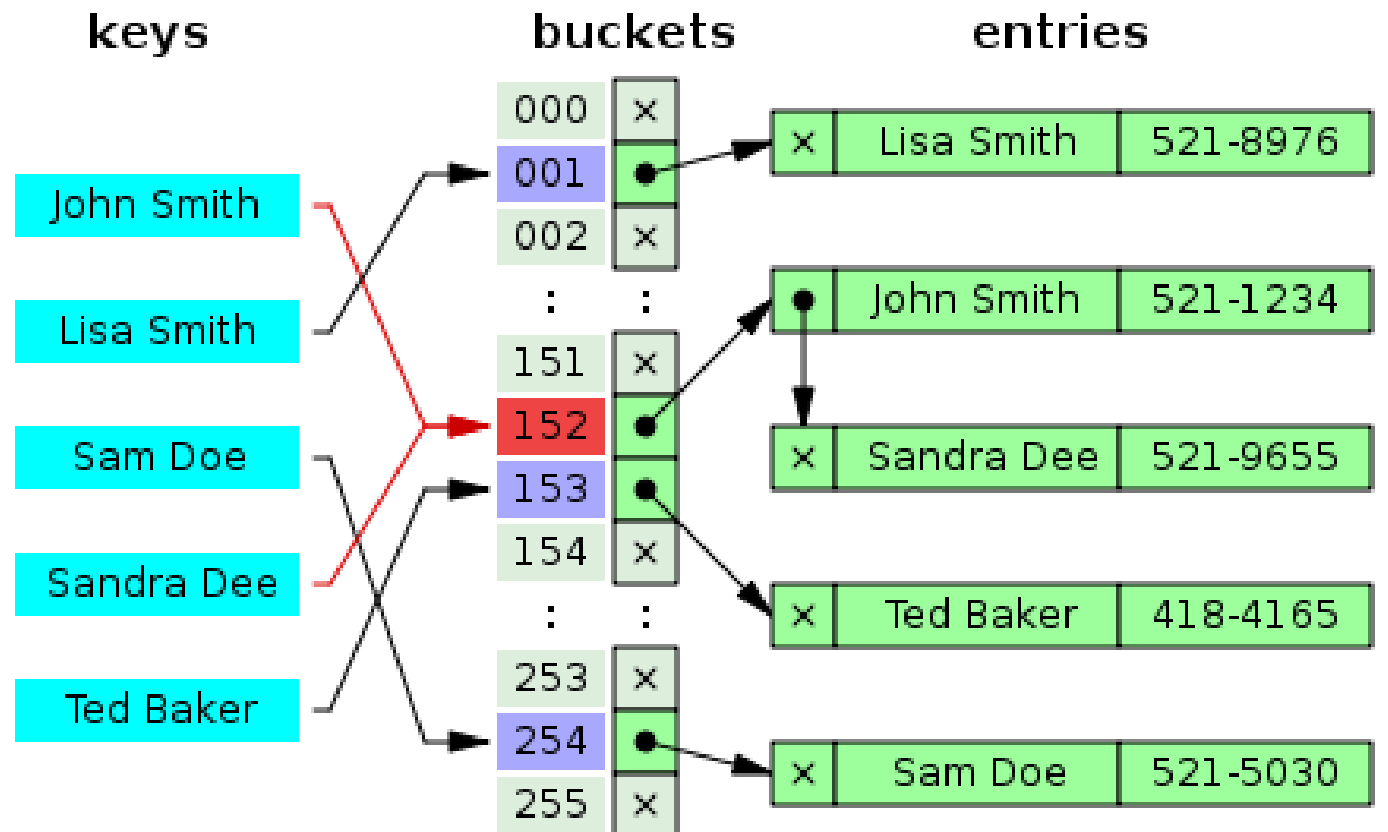 keys
buckets
entries
John Smith
Lisa Smith
Sam Doe
Sandra Dee
Ted Baker
000 ×
001
002 ×
: :
151 ×
152
153
154 ×
: :
253 ×
254
255 ×
× Lisa Smith 521-8976
John Smith 521-1234
× Sandra Dee 521-9655
× Ted Baker 418-4165
× Sam Doe 521-5030